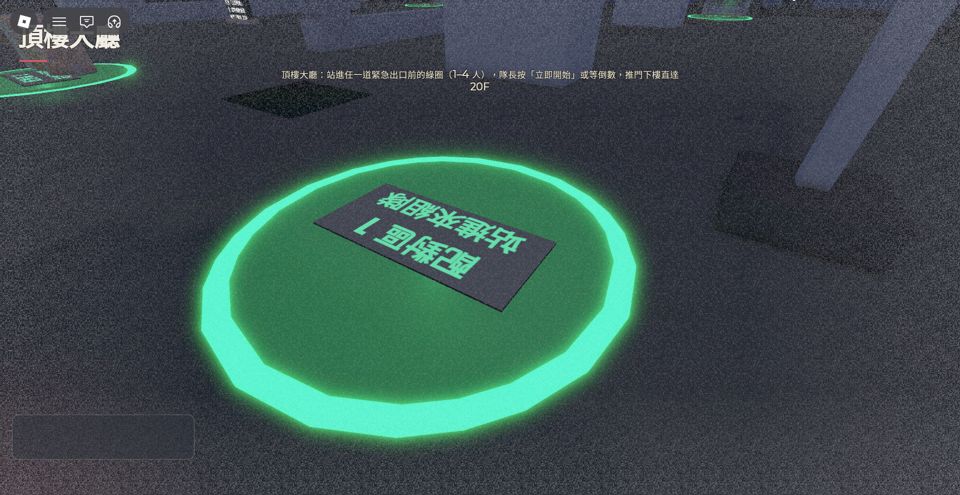 頂樓大廳
頂樓大廳：站進任一道緊急出口前的綠圈（1–4 人），隊長按「立即開始」或等倒數，推門下樓直達
20F
配對區 1
站進來組隊